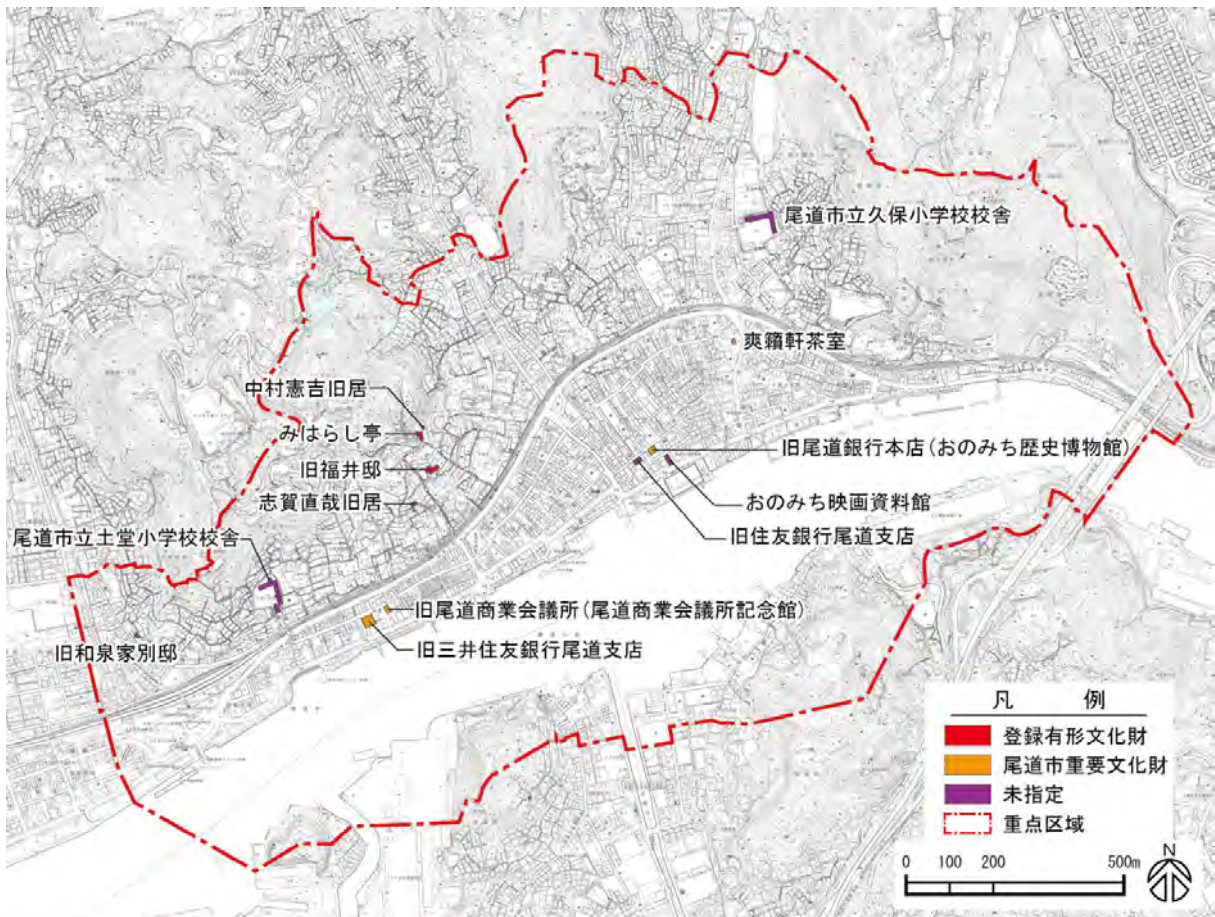 尾道市立久保小学校校舎
爽籟軒茶室
中村憲吉旧居
みはらし亭
旧福井邸
志賀直哉旧居
旧尾道銀行本店(おのみち歴史博物館)
おのみち映画資料館
旧住友銀行尾道支店
尾道市立土堂小学校校舎
旧尾道商業会議所(尾道商業会議所記念館)
旧三井住友銀行尾道支店
旧和泉家別邸
凡 例
登録有形文化財
尾道市重要文化財
未指定
重点区域
0 100 200 500m
N